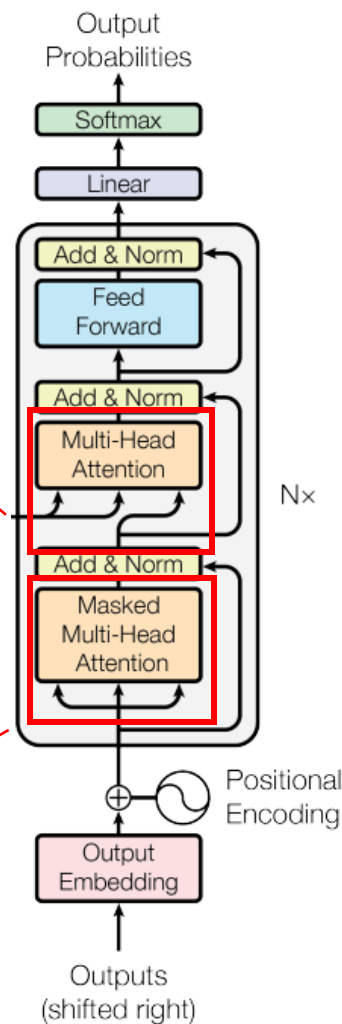 Output
Probabilities
Softmax
Linear
Add & Norm
Feed
Forward
Add & Norm
Multi-Head
Attention
N×
Add & Norm
Masked
Multi-Head
Attention
Positional
Encoding
Output
Embedding
Outputs
(shifted right)